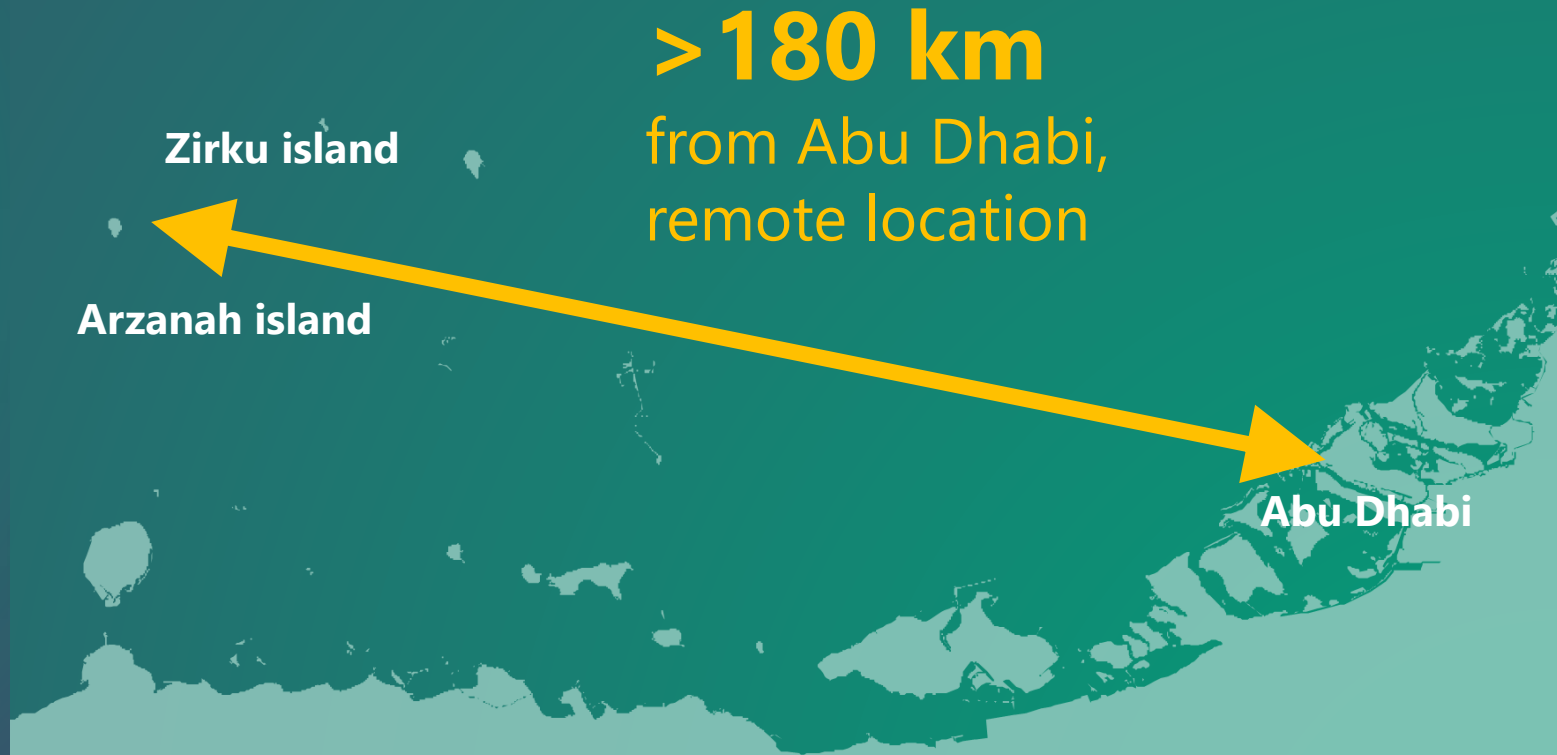 >180 km
from Abu Dhabi,
remote location
Zirku island
Arzanah island
Abu Dhabi